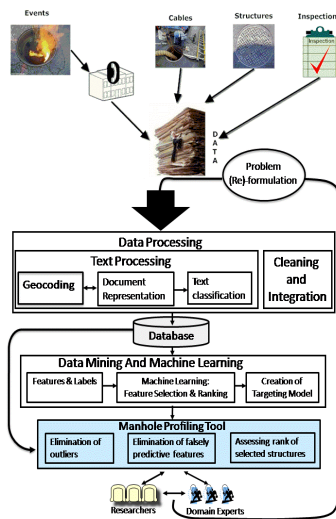 Events
Cables
Structures
Inspection
Inspection
DATA
Problem
(Re)-formulation
Data Processing
Text Processing
Geocoding
Document
Representation
Text
classification
Cleaning
and
Integration
Database
Data Mining And Machine Learning
Features & Labels
Machine Learning:
Feature Selection & Ranking
Creation of
Targeting Model
Manhole Profiling Tool
Elimination of
outliers
Elimination of falsely
predictive features
Assessing rank of
selected structures
Researchers
Domain Experts